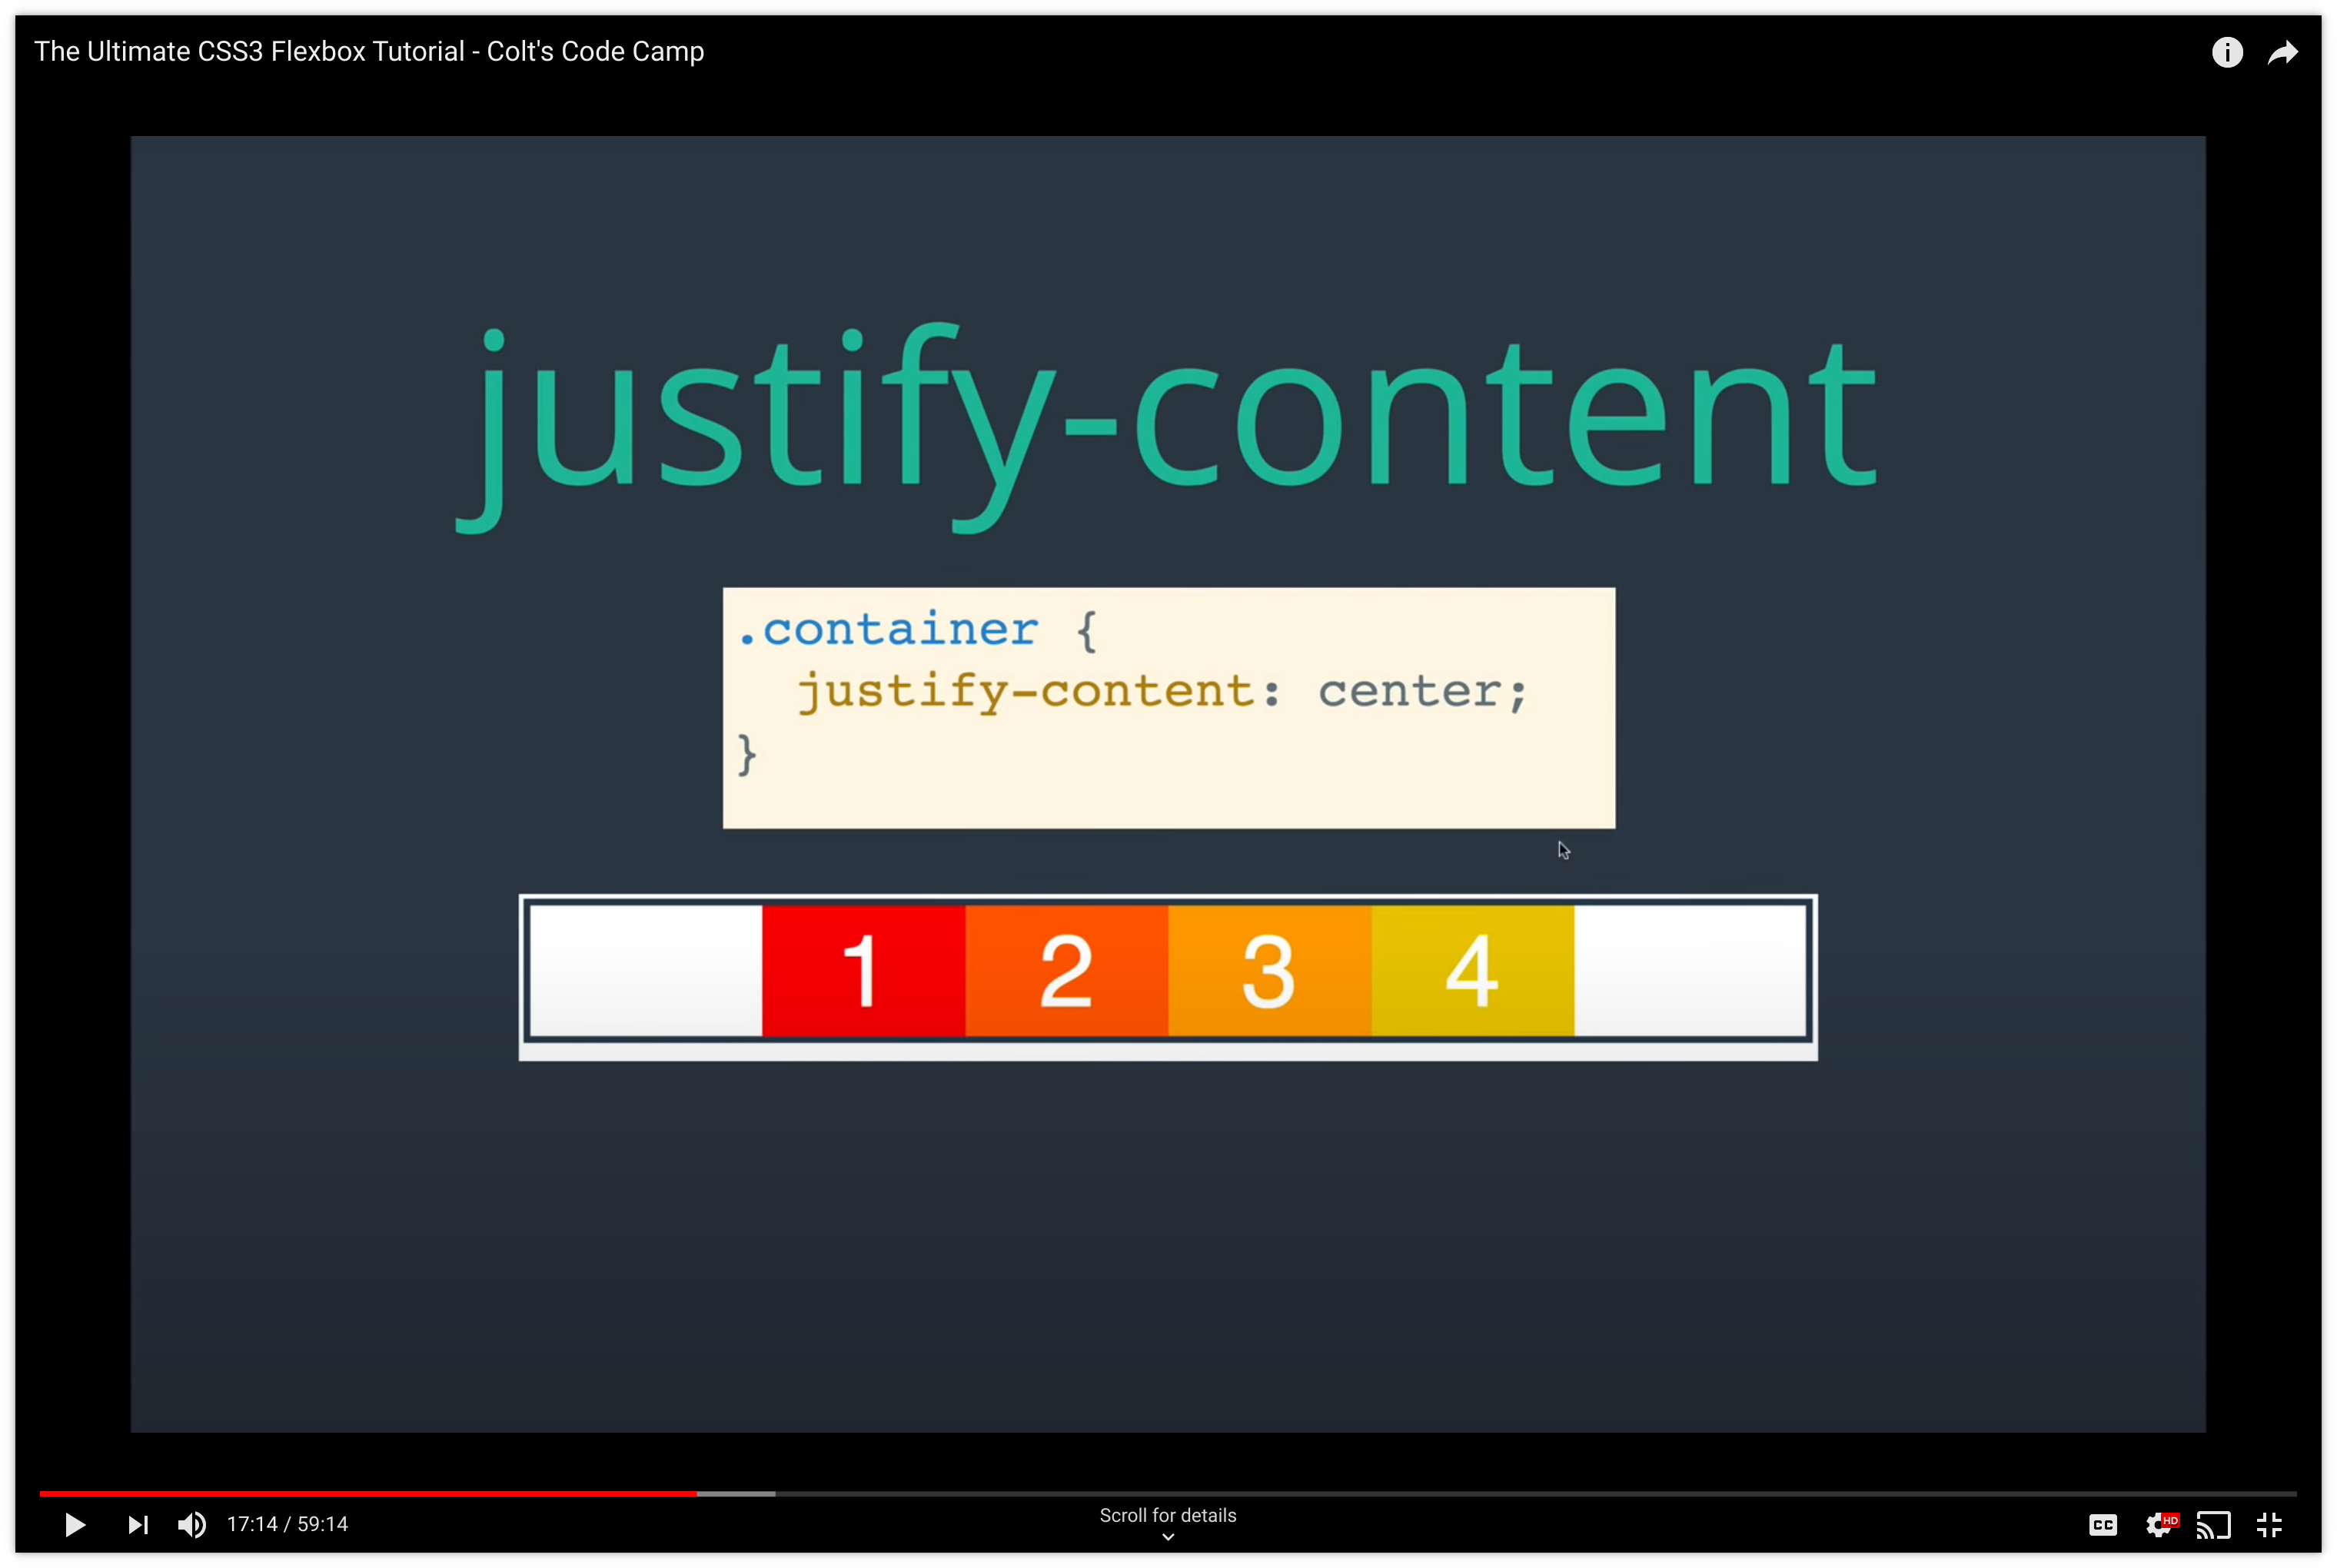 The Ultimate CSS3 Flexbox Tutorial - Colt's Code Camp
justify-content
.container {
  justify-content: center;
}
1 2 3 4
17:14 / 59:14
Scroll for details
CC
HD